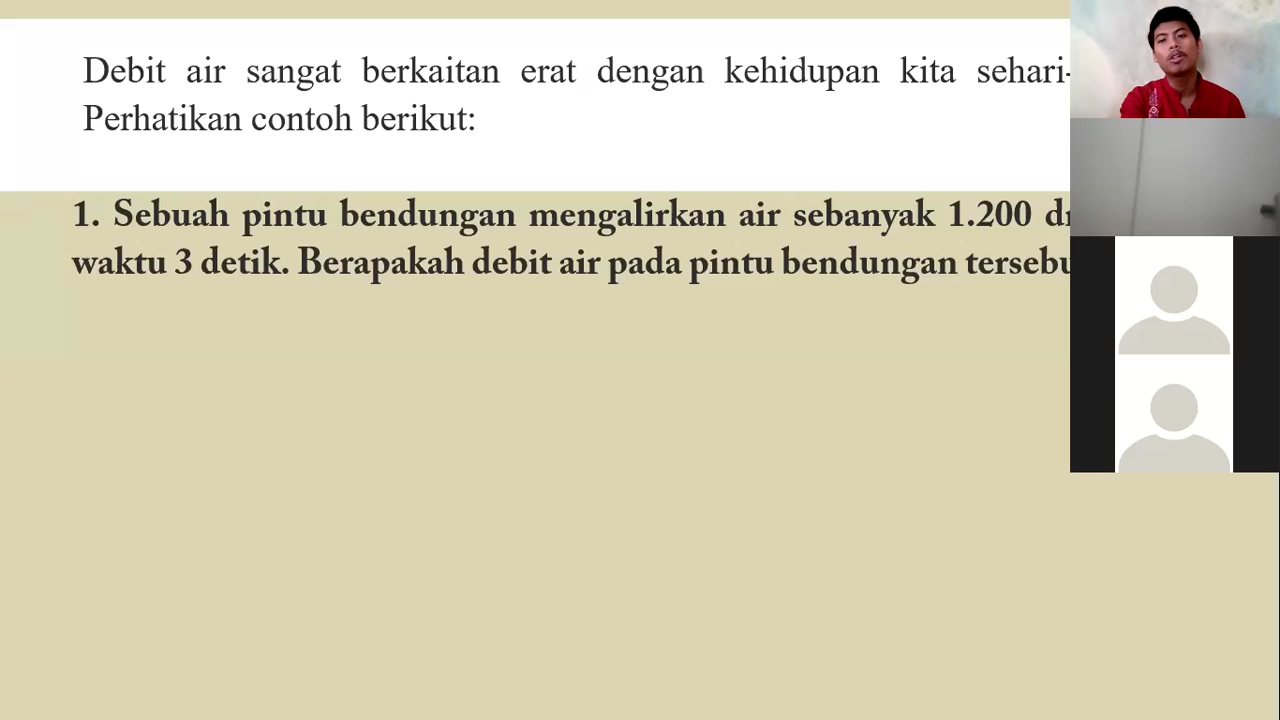 Debit air sangat berkaitan erat dengan kehidupan kita sehari-
Perhatikan contoh berikut:
1. Sebuah pintu bendungan mengalirkan air sebanyak 1.200
waktu 3 detik. Berapakah debit air pada pintu bendungan